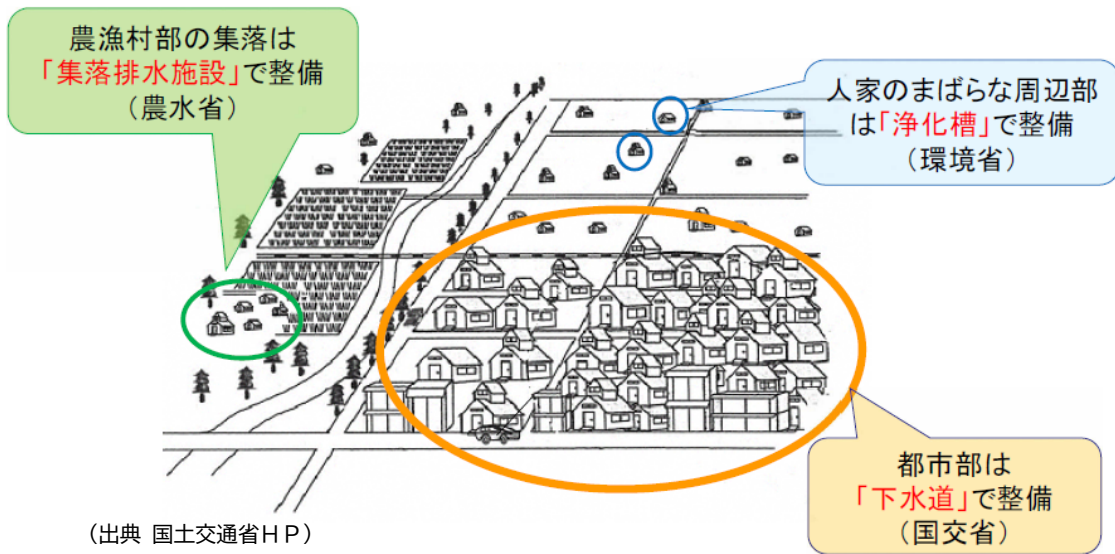 農漁村部の集落は
「集落排水施設」で整備
（農水省）
人家のまばらな周辺部
は「浄化槽」で整備
（環境省）
都市部は
「下水道」で整備
（国交省）
（出典 国土交通省ＨＰ）